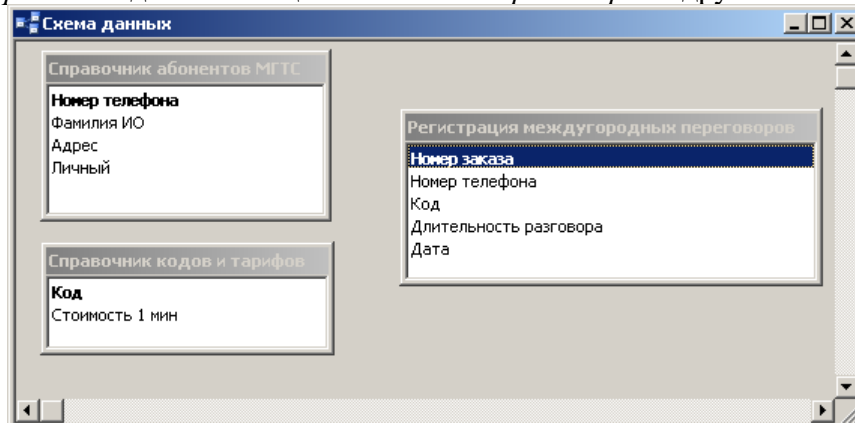 Схема данных
Справочник абонентов МГТС
Номер телефона
Фамилия ИО
Адрес
Личный
Регистрация междугородных переговоров
Номер заказа
Номер телефона
Код
Длительность разговора
Дата
Справочник кодов и тарифов
Код
Стоимость 1 мин